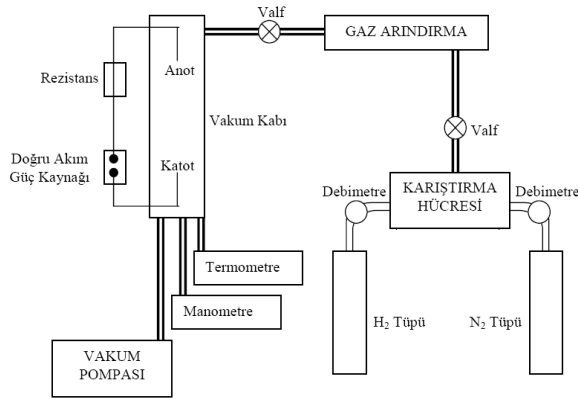 Valf
GAZ ARINDIRMA
Rezistans
Anot
Vakum Kabı
Valf
Doğru Akım
Güç Kaynağı
Katot
Debimetre
KARIŞTIRMA
HÜCRESİ
Debimetre
Termometre
Manometre
H₂ Tüpü
N₂ Tüpü
VAKUM
POMPASI